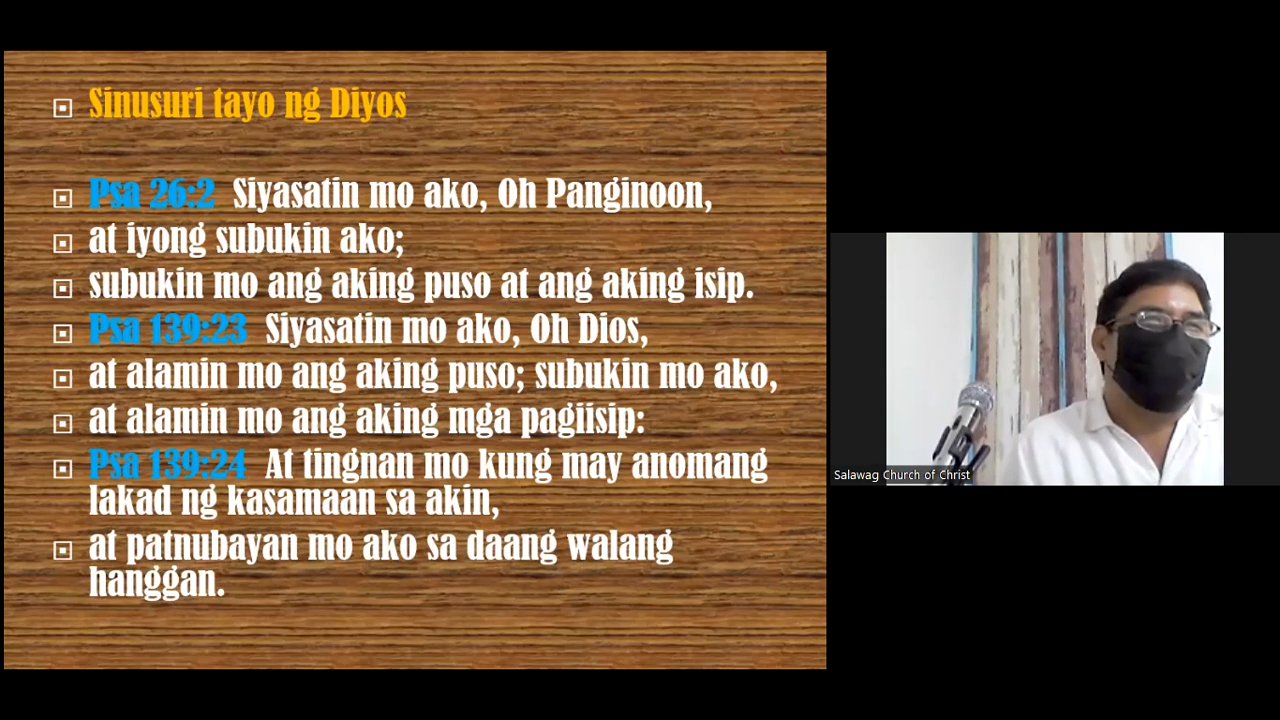 Sinusuri tayo ng Diyos
Psa 26:2 Siyasatin mo ako, Oh Panginoon,
at iyong subukin ako;
subukin mo ang aking puso at ang aking isip.
Psa 139:23 Siyasatin mo ako, Oh Dios,
at alamin mo ang aking puso; subukin mo ako,
at alamin mo ang aking mga pagiisip:
Psa 139:24 At tingnan mo kung may anomang
lakad ng kasamaan sa akin,
at patnubayan mo ako sa daang walang
hanggan.
Salawag Church of Christ